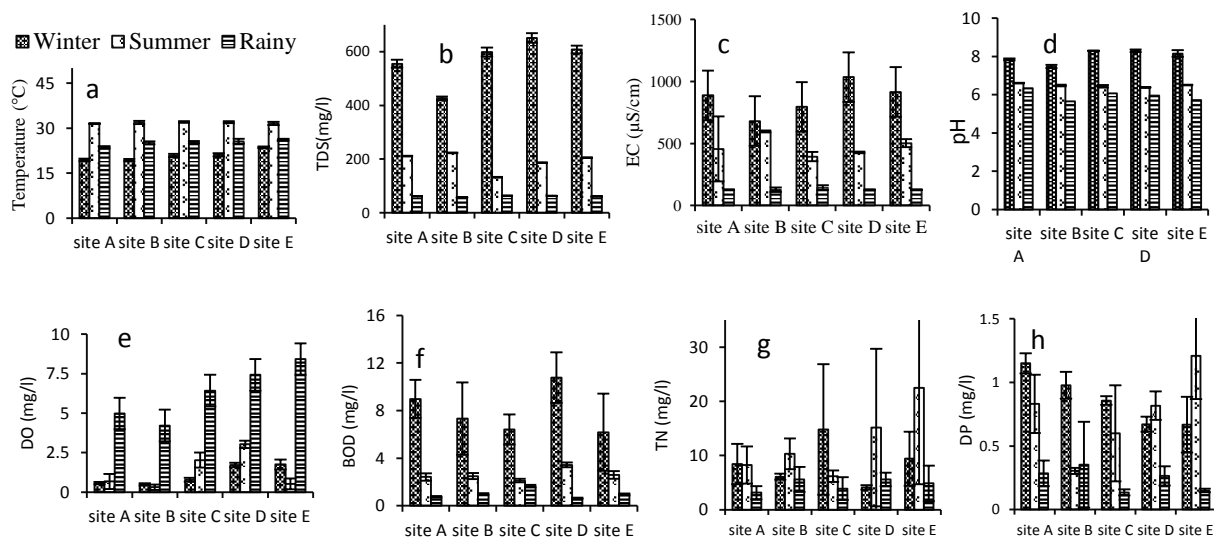 Winter Summer Rainy
a
Temperature (°C)
45
30
15
0
site A site B site C site D site E
b
TDS(mg/l)
600
400
200
0
site A site B site C site D site E
c
EC (µS/cm)
1500
1000
500
0
site A site B site C site D site E
d
pH
10
8
6
4
2
0
site A site B site C site D site E
e
DO (mg/l)
10
7.5
5
2.5
0
site A site B site C site D site E
f
BOD (mg/l)
16
12
8
4
0
site A site B site C site D site E
g
TN (mg/l)
30
20
10
0
site A site B site C site D site E
h
DP (mg/l)
1.5
1
0.5
0
site A site B site C site D site E